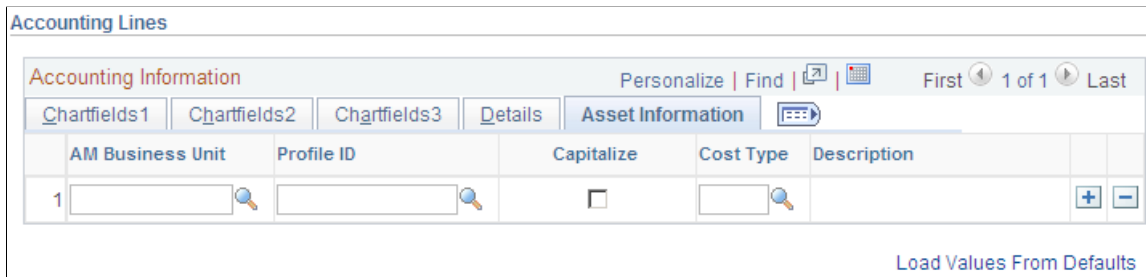 Accounting Lines
Accounting Information Personalize | Find | | First 1 of 1 Last
Chartfields1 Chartfields2 Chartfields3 Details Asset Information
AM Business Unit Profile ID Capitalize Cost Type Description
1
Load Values From Defaults